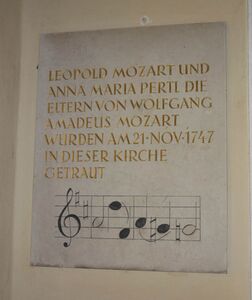 LEOPOLD MOZART UND
ANNA MARIA PERTL DIE
ELTERN VON WOLFGANG
AMADEUS MOZART
WURDEN AM 21·NOV·1747
IN DIESER KIRCHE
GETRAUT